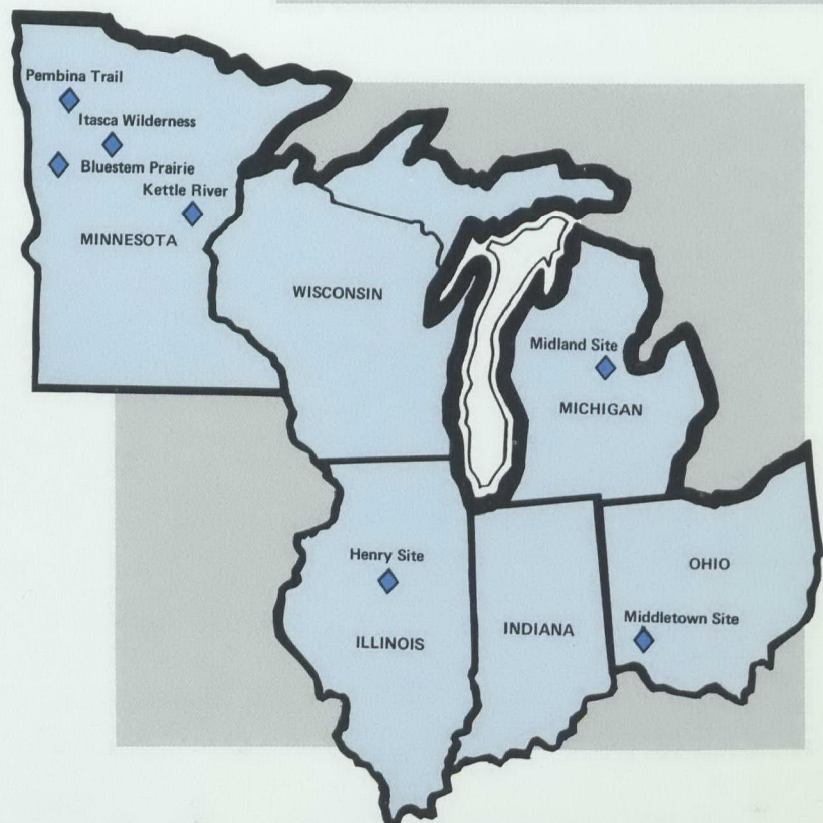 Pembina Trail
Itasca Wilderness
Bluestem Prairie
Kettle River
MINNESOTA
WISCONSIN
Midland Site
MICHIGAN
Henry Site
ILLINOIS
INDIANA
OHIO
Middletown Site